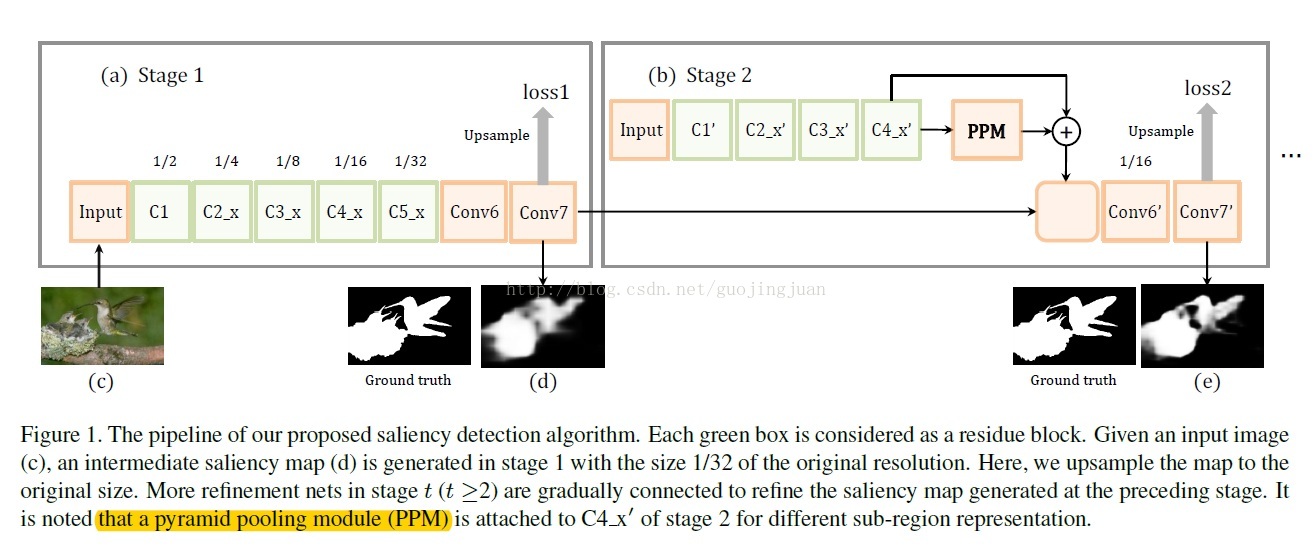 (a) Stage 1
loss1
Upsample
1/2 1/4 1/8 1/16 1/32
Input C1 C2_x C3_x C4_x C5_x Conv6 Conv7
(c)
Ground truth
(d)
(b) Stage 2
loss2
Input C1' C2_x' C3_x' C4_x' PPM +
Upsample
1/16
Conv6' Conv7'
...
Ground truth
(e)
http://blog.csdn.net/guojingjuan
Figure 1. The pipeline of our proposed saliency detection algorithm. Each green box is considered as a residue block. Given an input image
(c), an intermediate saliency map (d) is generated in stage 1 with the size 1/32 of the original resolution. Here, we upsample the map to the
original size. More refinement nets in stage t (t ≥2) are gradually connected to refine the saliency map generated at the preceding stage. It
is noted that a pyramid pooling module (PPM) is attached to C4_x′ of stage 2 for different sub-region representation.